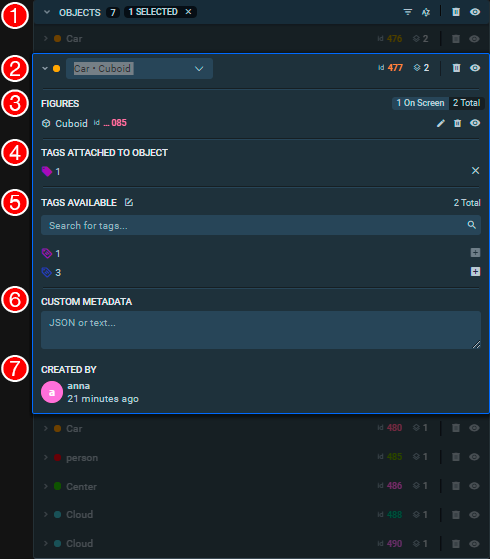 1 OBJECTS 7 1 SELECTED ×
Car id 476 2
2 Car • Cuboid id 477 2
3 FIGURES 1 On Screen 2 Total
Cuboid id ... 085
4 TAGS ATTACHED TO OBJECT
1 ×
5 TAGS AVAILABLE 2 Total
Search for tags...
1
3
6 CUSTOM METADATA
JSON or text...
7 CREATED BY
a anna
21 minutes ago
Car id 480 1
person id 485 1
Center id 486 1
Cloud id 488 1
Cloud id 490 1